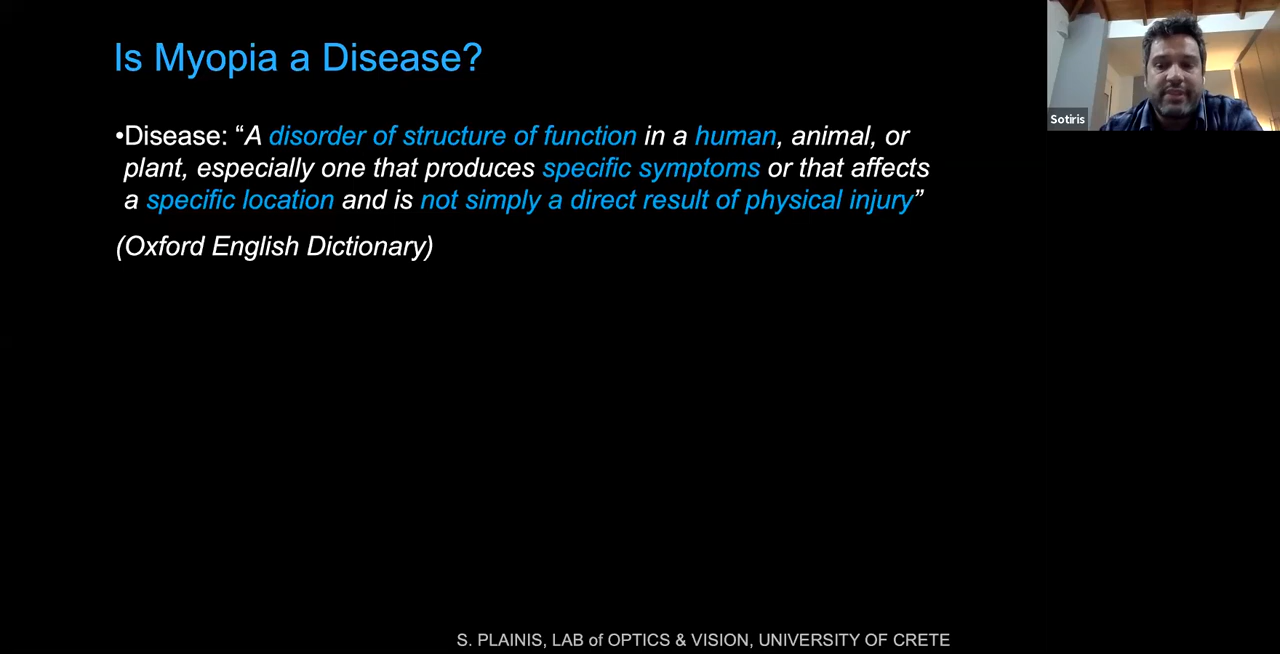 Is Myopia a Disease?
Sotiris
•Disease: “A disorder of structure of function in a human, animal, or
plant, especially one that produces specific symptoms or that affects
a specific location and is not simply a direct result of physical injury”
(Oxford English Dictionary)
S. PLAINIS, LAB of OPTICS & VISION, UNIVERSITY OF CRETE